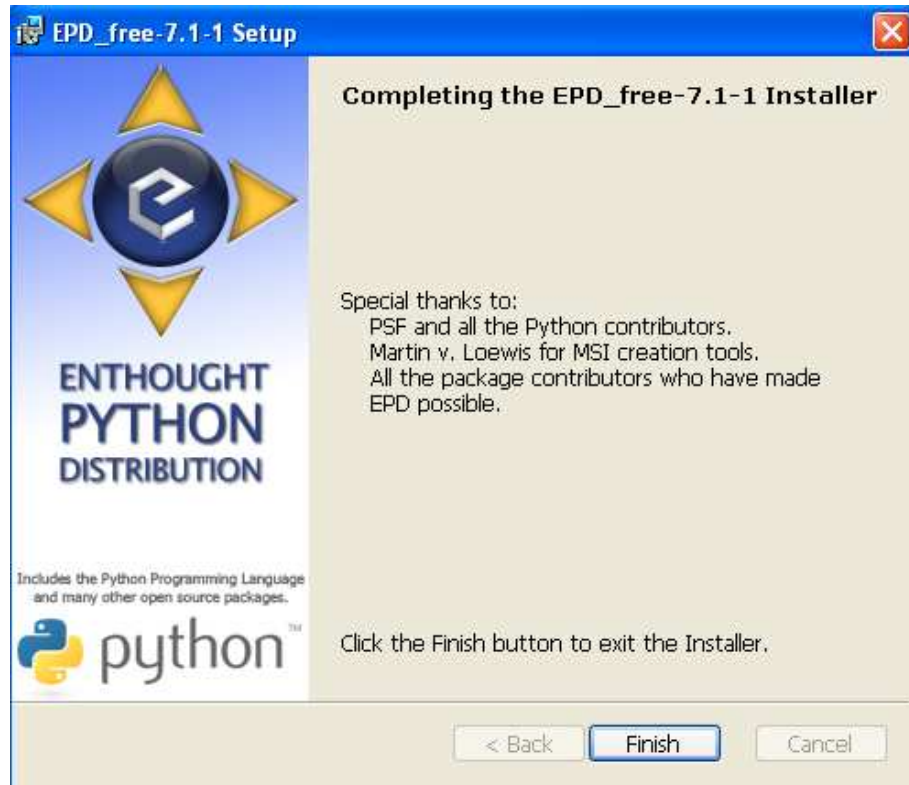 EPD_free-7.1-1 Setup
Completing the EPD_free-7.1-1 Installer
Special thanks to:
PSF and all the Python contributors.
Martin v. Loewis for MSI creation tools.
All the package contributors who have made
EPD possible.
ENTHOUGHT
PYTHON
DISTRIBUTION
Includes the Python Programming Language
and many other open source packages.
python™
Click the Finish button to exit the Installer.
< Back
Finish
Cancel